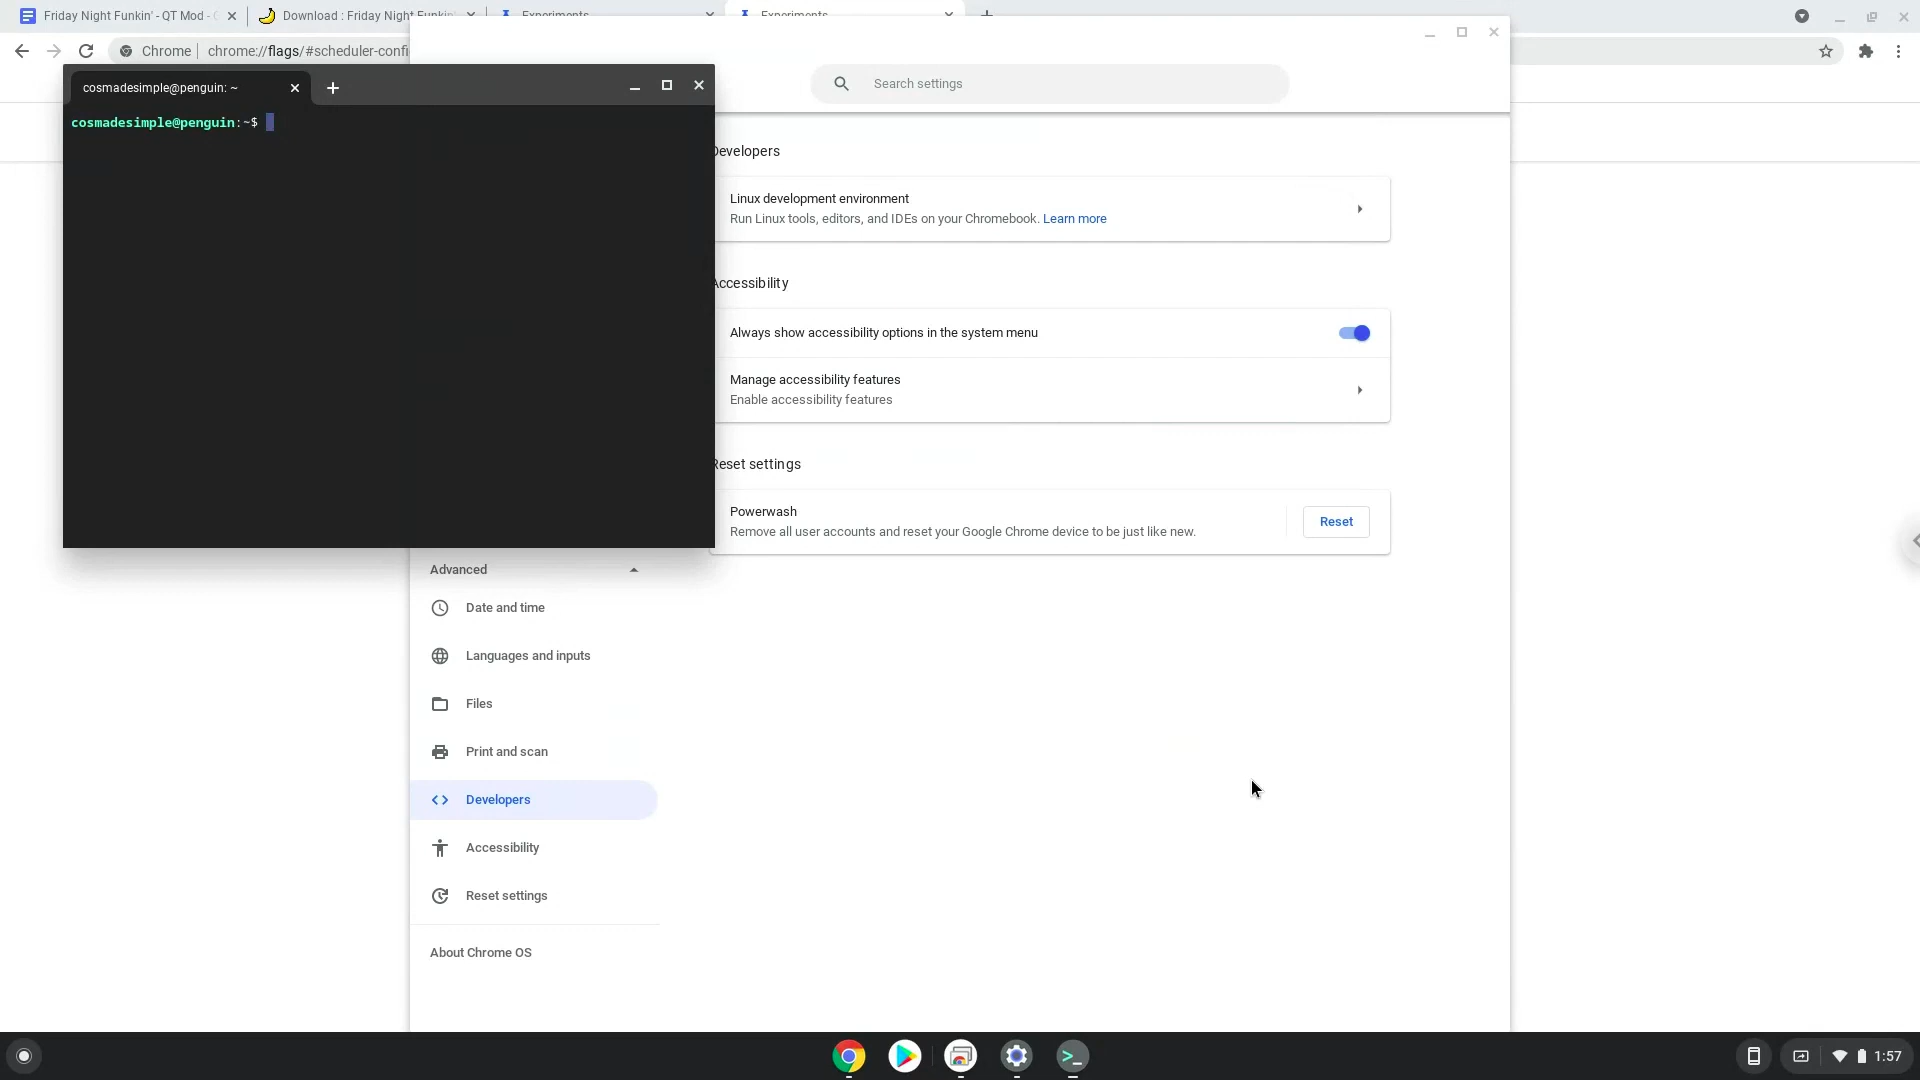 Friday Night Funkin' - QT Mod -
Download : Friday Night Funkin'
Experiments
Experiments
Chrome
chrome://flags/#scheduler-confi
cosmadesimple@penguin: ~
Search settings
cosmadesimple@penguin:~$
Developers
Linux development environment
Run Linux tools, editors, and IDEs on your Chromebook. Learn more
Accessibility
Always show accessibility options in the system menu
Manage accessibility features
Enable accessibility features
Reset settings
Powerwash
Remove all user accounts and reset your Google Chrome device to be just like new.
Reset
Advanced
Date and time
Languages and inputs
Files
Print and scan
Developers
Accessibility
Reset settings
About Chrome OS
1:57